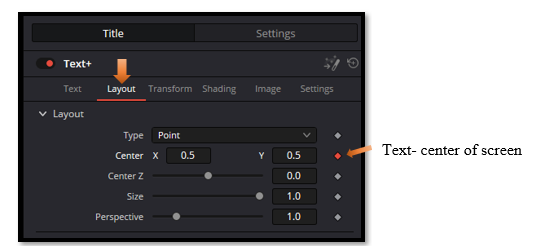 Title Settings
Text+
Text Layout Transform Shading Image Settings
Layout
Type Point
Center X 0.5 Y 0.5
Text- center of screen
Center Z 0.0
Size 1.0
Perspective 1.0